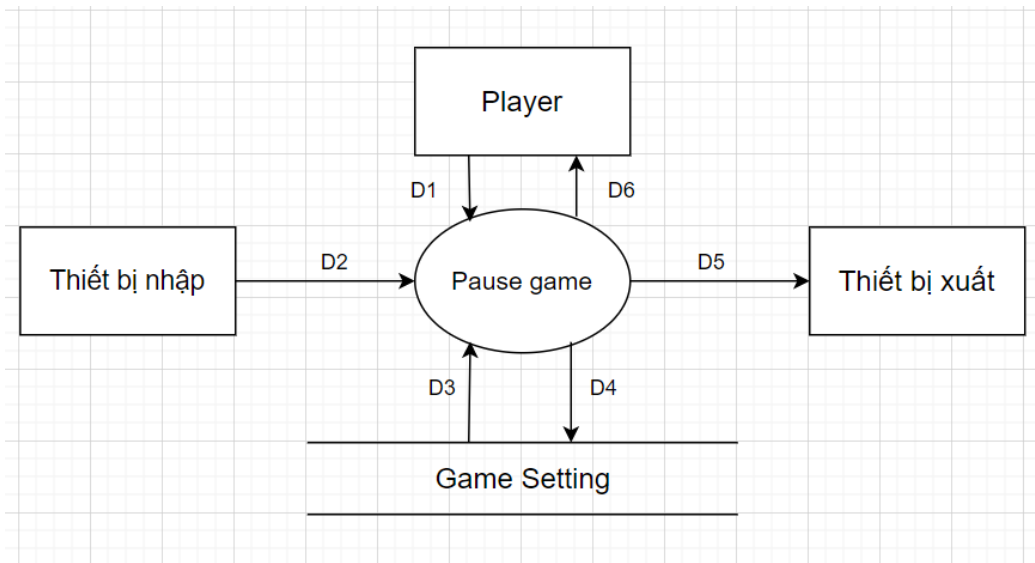 Player
D1
D6
Thiết bị nhập
D2
Pause game
D5
Thiết bị xuất
D3
D4
Game Setting